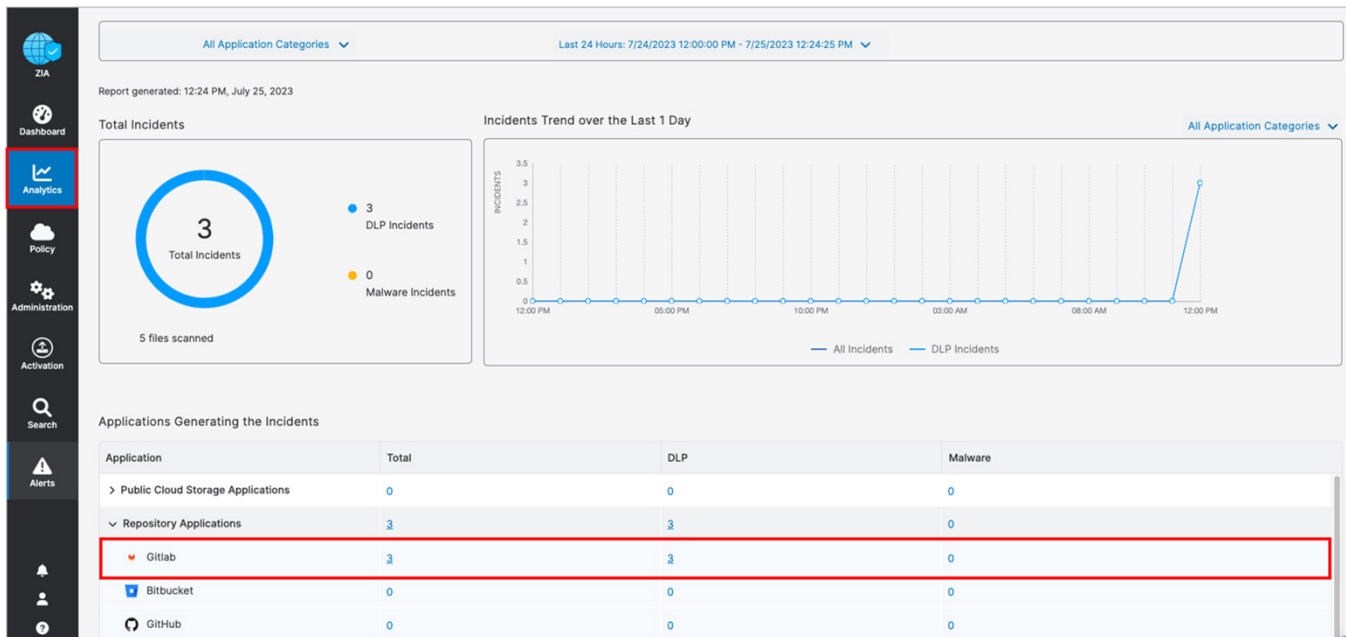 ZIA
Dashboard
Analytics
Policy
Administration
Activation
Search
Alerts
All Application Categories
Last 24 Hours: 7/24/2023 12:00:00 PM - 7/25/2023 12:24:25 PM
Report generated: 12:24 PM, July 25, 2023
Total Incidents
3
Total Incidents
3
DLP Incidents
0
Malware Incidents
5 files scanned
Incidents Trend over the Last 1 Day
All Application Categories
INCIDENTS
3.5
3
2.5
2
1.5
1
0.5
0
12:00 PM 05:00 PM 10:00 PM 03:00 AM 08:00 AM 12:00 PM
All Incidents DLP Incidents
Applications Generating the Incidents
Application Total DLP Malware
Public Cloud Storage Applications 0 0 0
Repository Applications 3 3 0
Gitlab 3 3 0
Bitbucket 0 0 0
GitHub 0 0 0